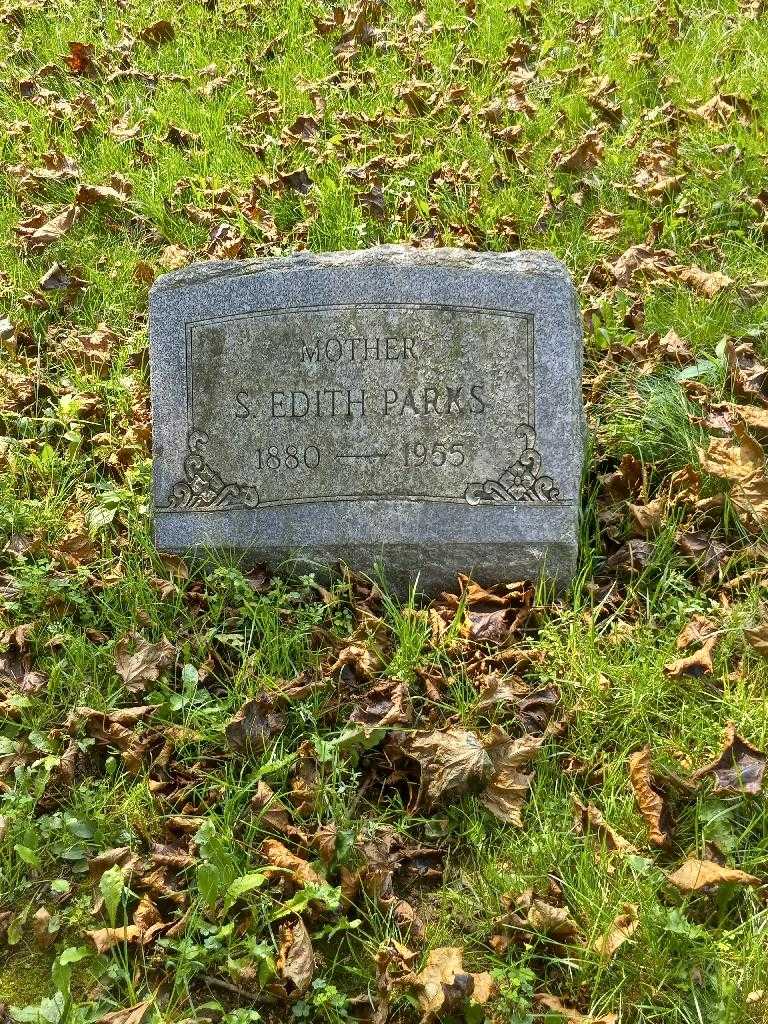 MOTHER
S. EDITH PARKS
1880 — 1955